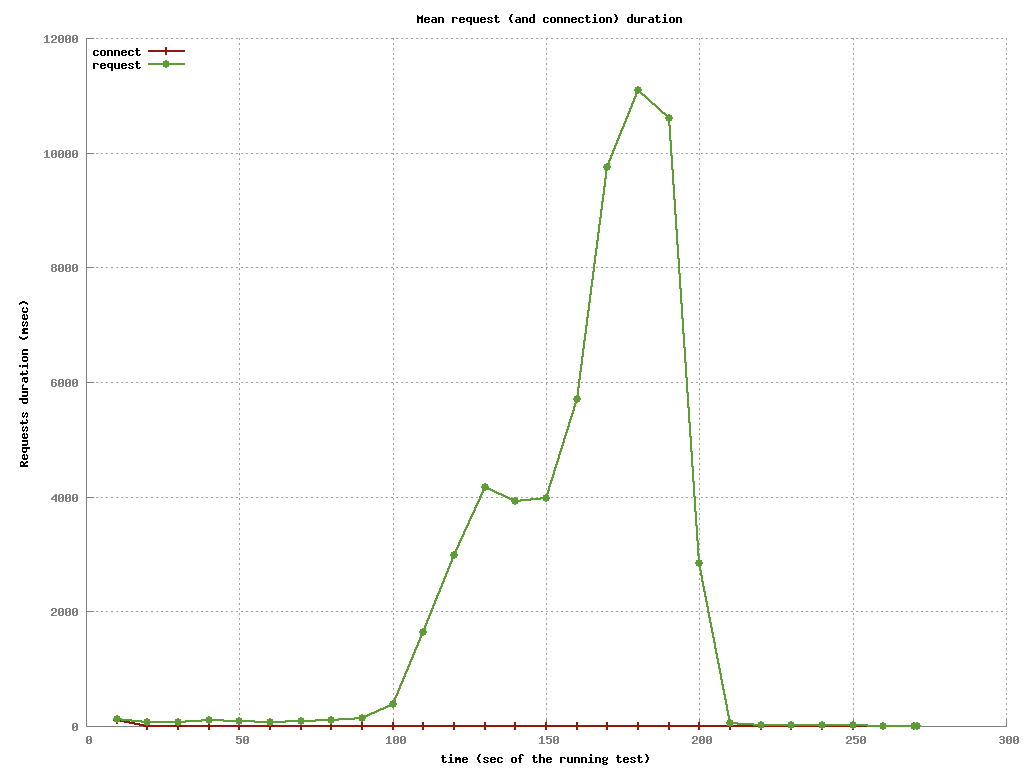 Mean request (and connection) duration
12000
connect
request
10000
8000
6000
4000
2000
0
Requests duration (msec)
0 50 100 150 200 250 300
time (sec of the running test)